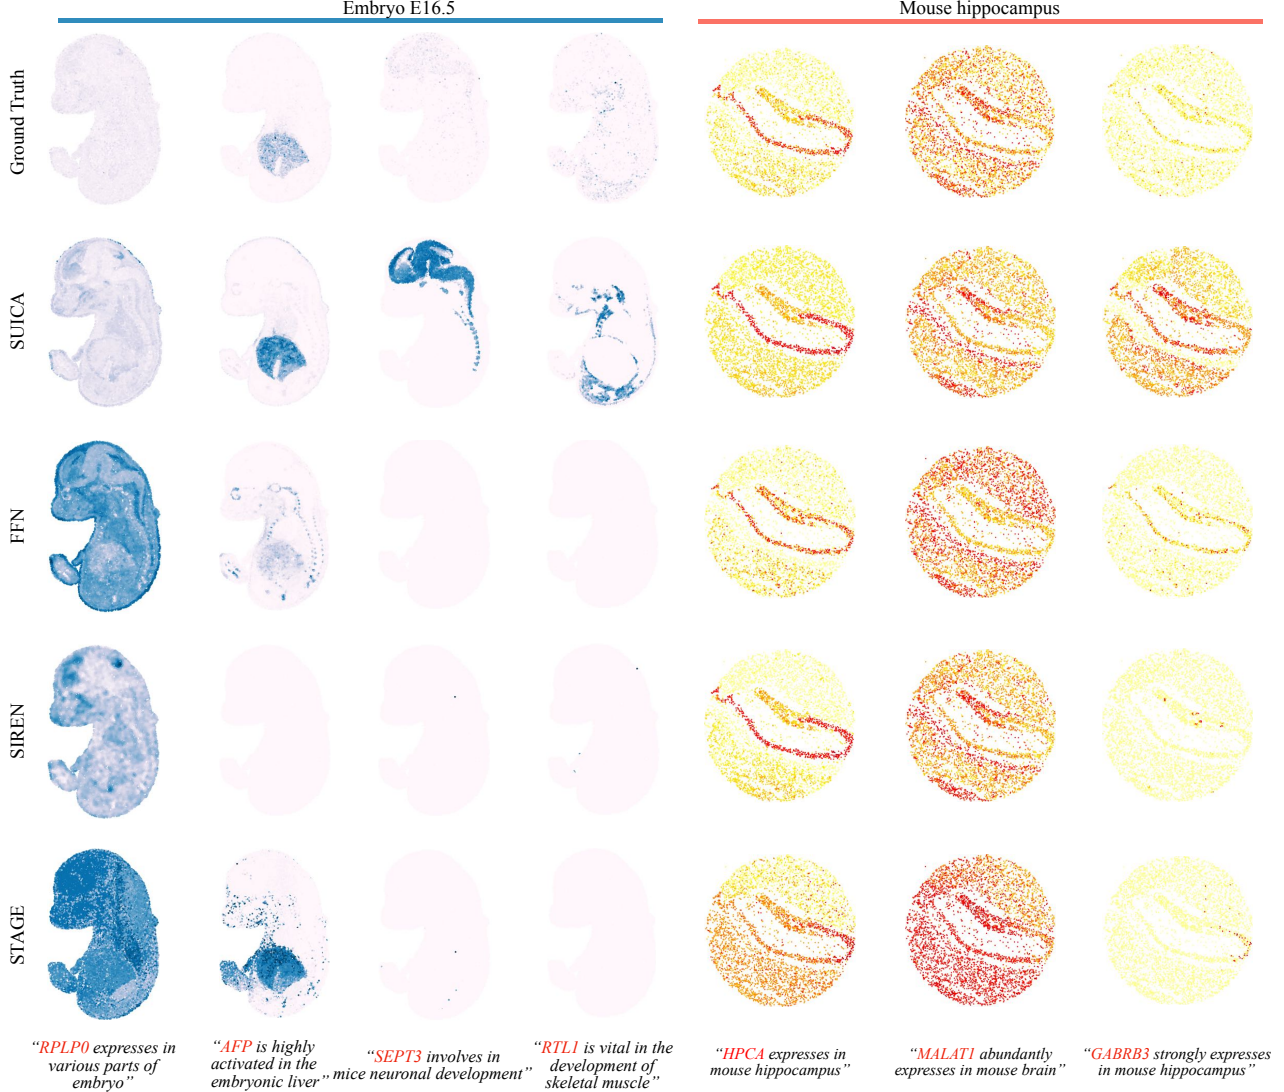 Embryo E16.5
Mouse hippocampus
Ground Truth
SUICA
FFN
SIREN
STAGE
“RPLP0 expresses in
various parts of
embryo”
“AFP is highly
activated in the
embryonic liver”
“SEPT3 involves in
mice neuronal development”
“RTL1 is vital in the
development of
skeletal muscle”
“HPCA expresses in
mouse hippocampus”
“MALAT1 abundantly
expresses in mouse brain”
“GABRB3 strongly expresses
in mouse hippocampus”